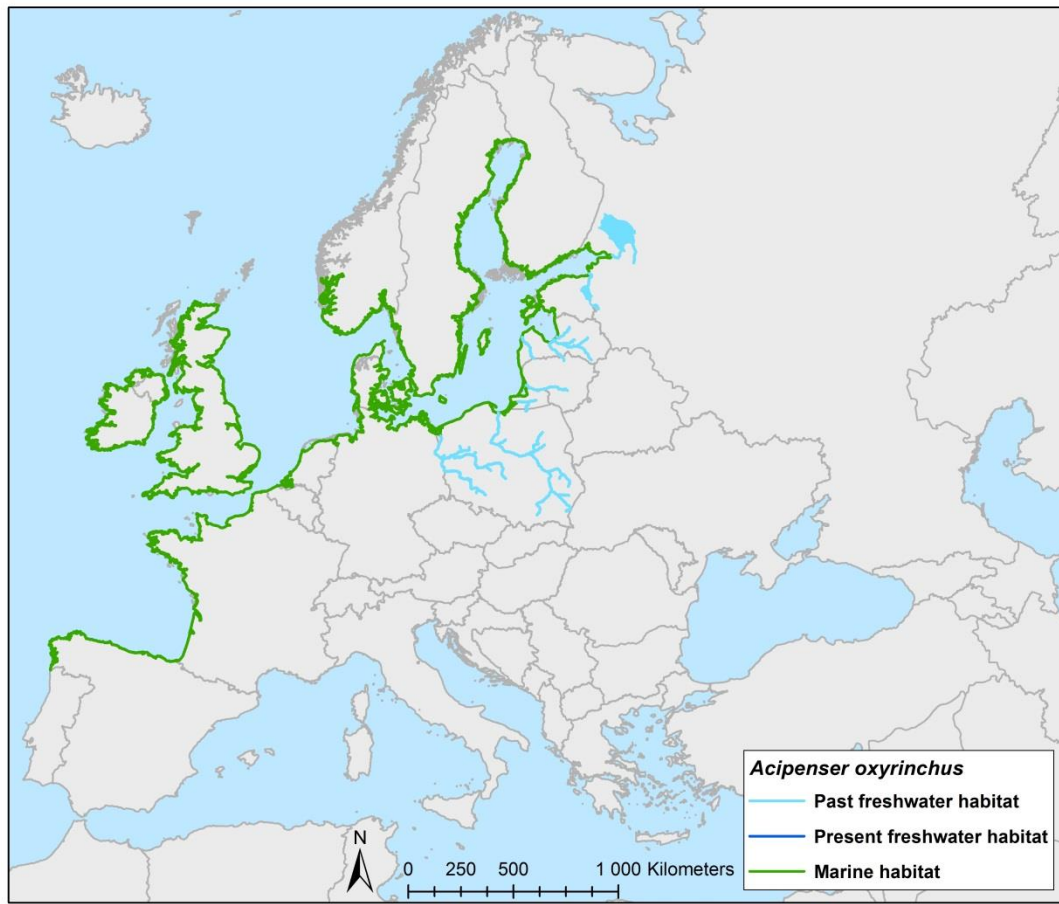 Acipenser oxyrinchus
Past freshwater habitat
Present freshwater habitat
Marine habitat
N
0 250 500 1 000 Kilometers